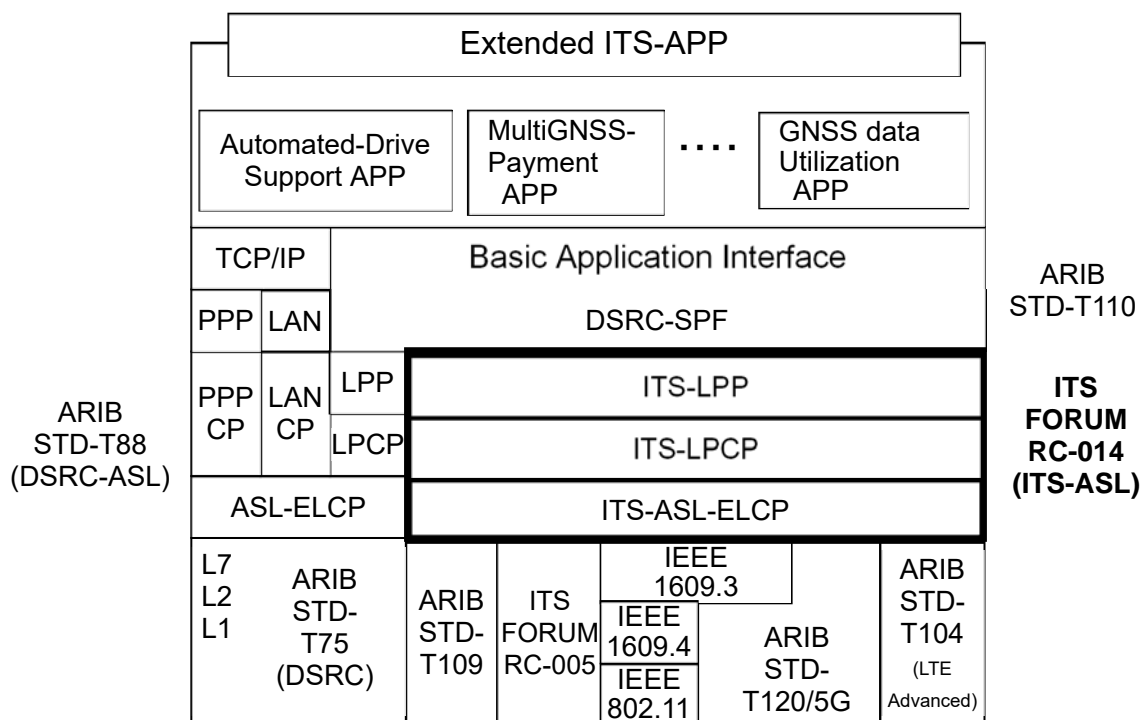 Extended ITS-APP
Automated-Drive
Support APP
MultiGNSS-
Payment
APP
....
GNSS data
Utilization
APP
TCP/IP
Basic Application Interface
ARIB
STD-T110
PPP
LAN
DSRC-SPF
ARIB
STD-T88
(DSRC-ASL)
PPP
CP
LAN
CP
LPP
LPCP
ITS-LPP
ITS-LPCP
ITS
FORUM
RC-014
(ITS-ASL)
ASL-ELCP
ITS-ASL-ELCP
L7
L2
L1
ARIB
STD-
T75
(DSRC)
ARIB
STD-
T109
ITS
FORUM
RC-005
IEEE
1609.3
IEEE
1609.4
IEEE
802.11
ARIB
STD-
T120/5G
ARIB
STD-
T104
(LTE
Advanced)